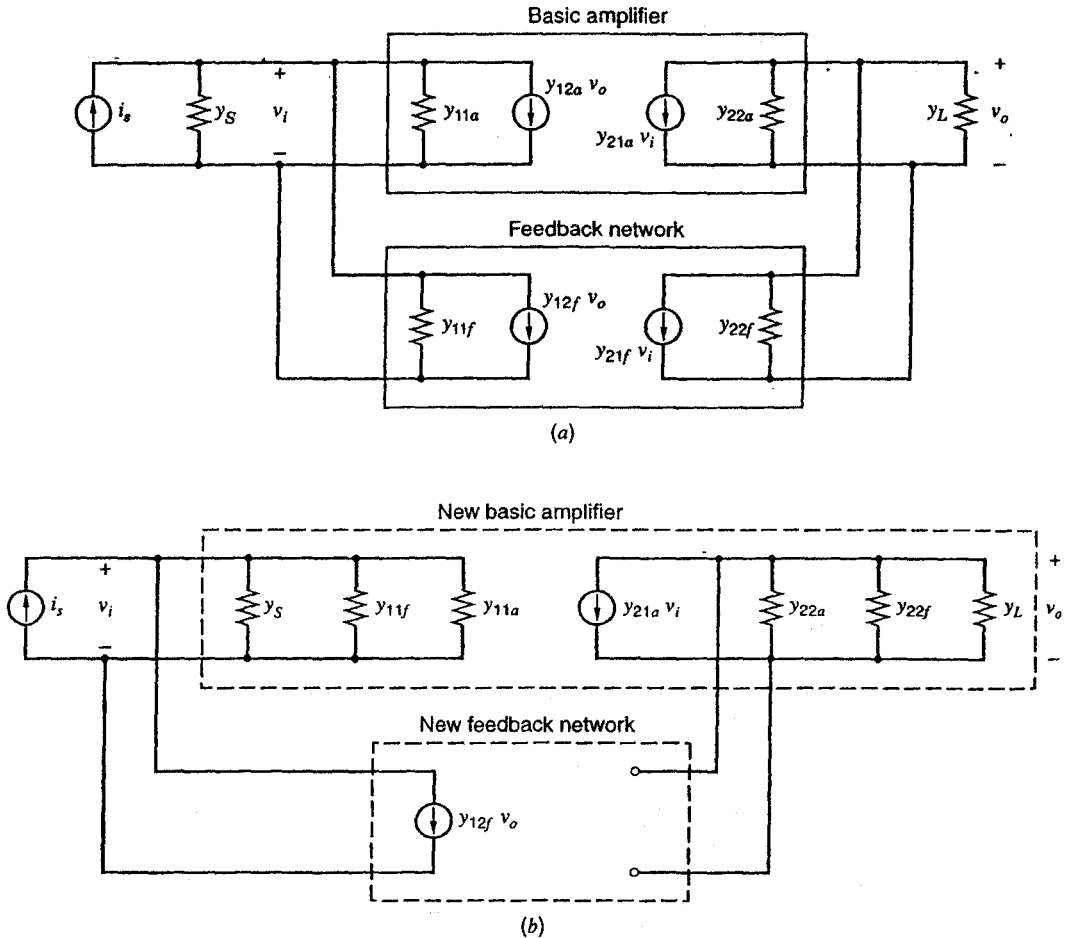 Basic amplifier
i_s
y_S
+
v_i
−
y_11a
y_12a v_o
y_21a v_i
y_22a
y_L
+
v_o
−
Feedback network
y_11f
y_12f v_o
y_21f v_i
y_22f
(a)
New basic amplifier
i_s
+
v_i
−
y_S
y_11f
y_11a
y_21a v_i
y_22a
y_22f
y_L
+
v_o
−
New feedback network
y_12f v_o
(b)